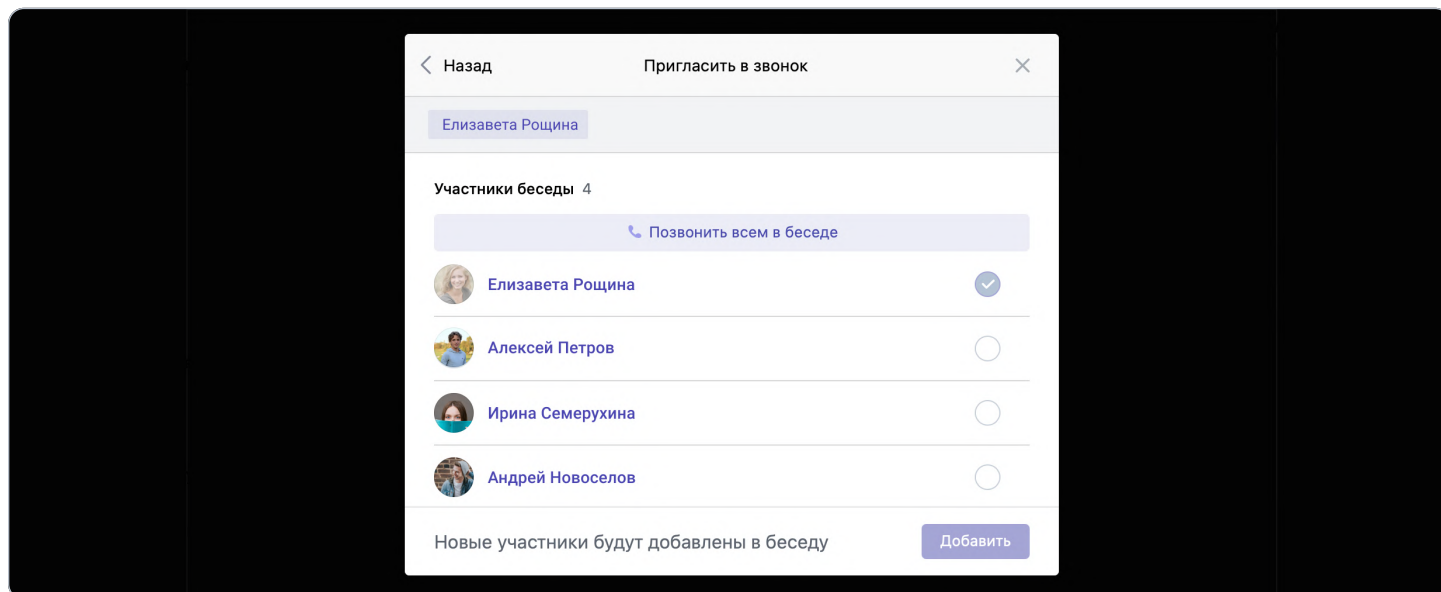 Назад
Пригласить в звонок
Елизавета Рощина
Участники беседы 4
Позвонить всем в беседе
Елизавета Рощина
Алексей Петров
Ирина Семерухина
Андрей Новоселов
Новые участники будут добавлены в беседу
Добавить